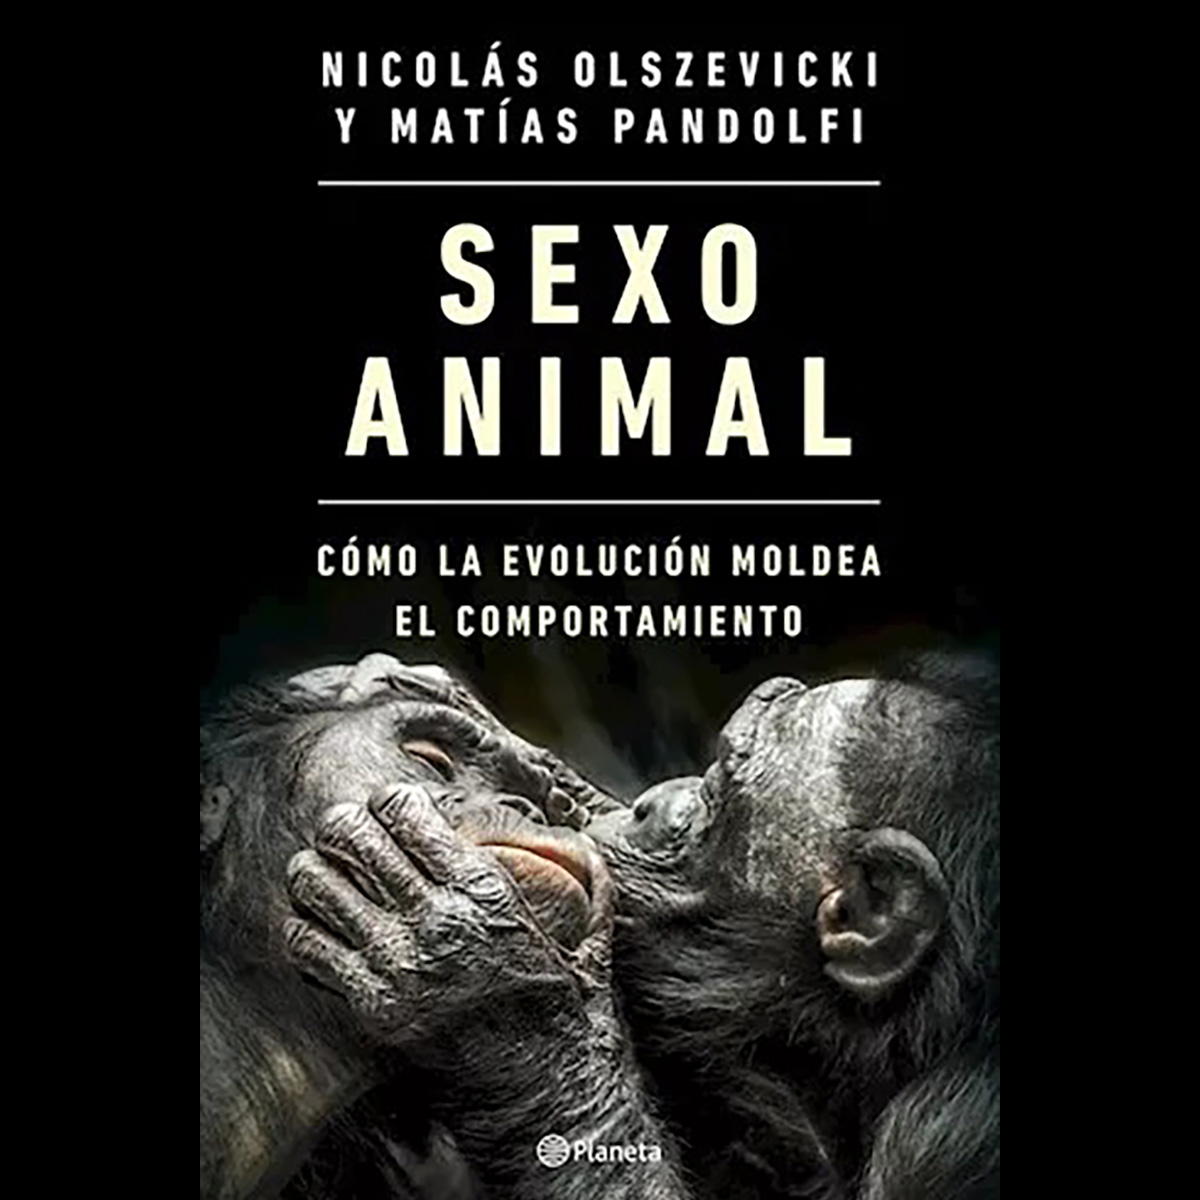 NICOLÁS OLSZEVICKI
Y MATÍAS PANDOLFI
SEXO
ANIMAL
CÓMO LA EVOLUCIÓN MOLDEA
EL COMPORTAMIENTO
Planeta